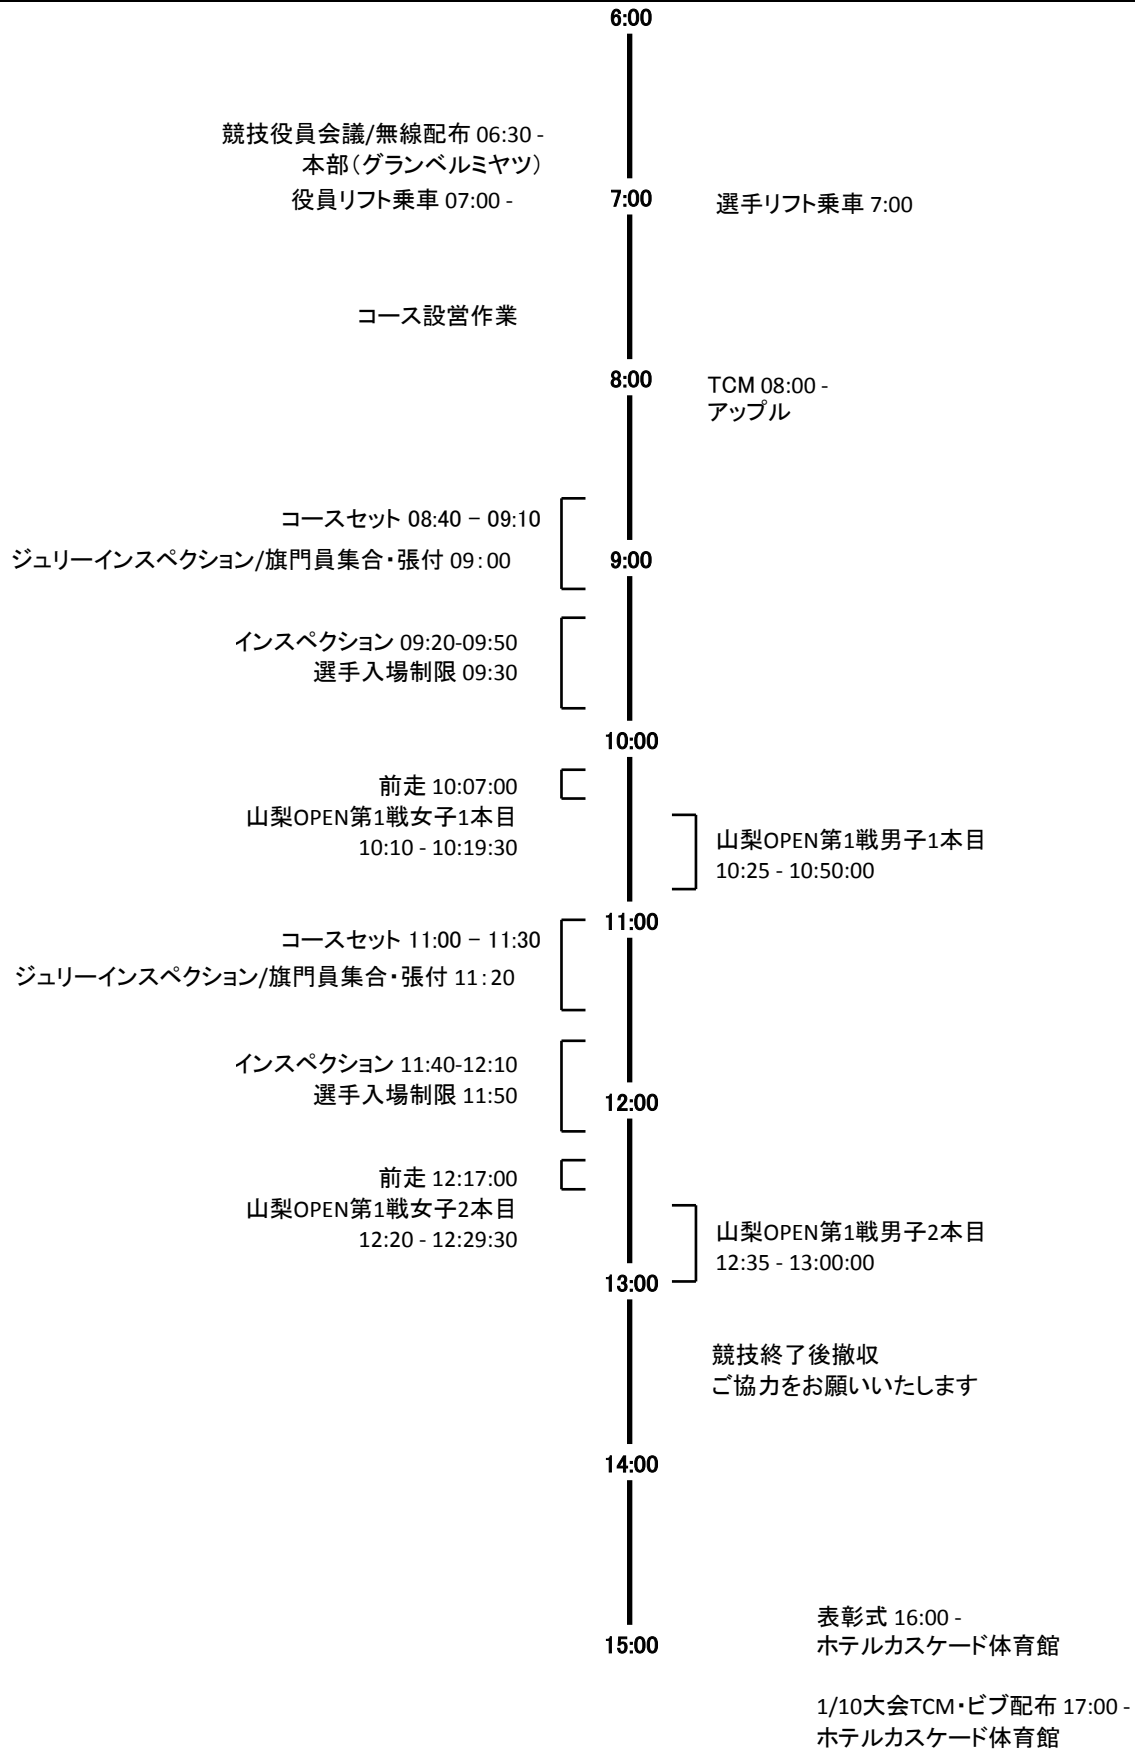 6:00
競技役員会議/無線配布 06:30 -
本部（グランベルミヤツ）
役員リフト乗車 07:00 -
7:00
選手リフト乗車 7:00
コース設営作業
8:00
TCM 08:00 -
アップル
コースセット 08:40 – 09:10
ジュリーインスペクション/旗門員集合・張付 09：00
9:00
インスペクション 09:20-09:50
選手入場制限 09:30
10:00
前走 10:07:00
山梨OPEN第1戦女子1本目
10:10 - 10:19:30
山梨OPEN第1戦男子1本目
10:25 - 10:50:00
11:00
コースセット 11:00 – 11:30
ジュリーインスペクション/旗門員集合・張付 11：20
インスペクション 11:40-12:10
選手入場制限 11:50
12:00
前走 12:17:00
山梨OPEN第1戦女子2本目
12:20 - 12:29:30
山梨OPEN第1戦男子2本目
12:35 - 13:00:00
13:00
競技終了後撤収
ご協力をお願いいたします
14:00
表彰式 16:00 -
ホテルカスケード体育館
15:00
1/10大会TCM・ビブ配布 17:00 -
ホテルカスケード体育館